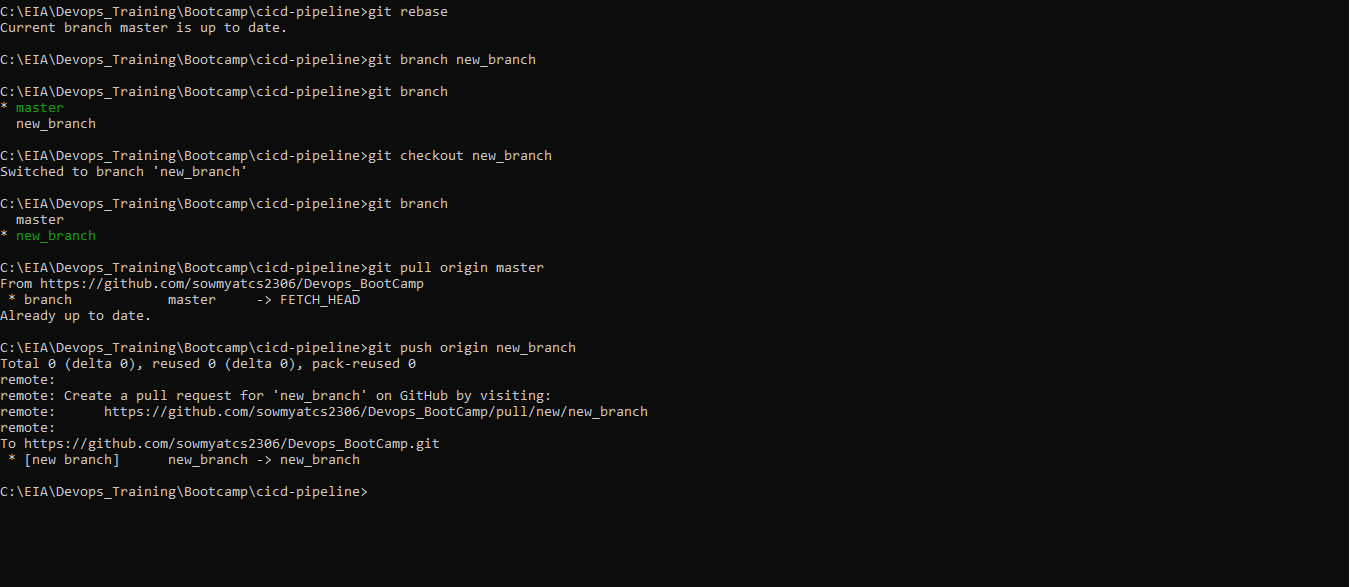 C:\EIA\Devops_Training\Bootcamp\cicd-pipeline>git rebase
Current branch master is up to date.
C:\EIA\Devops_Training\Bootcamp\cicd-pipeline>git branch new_branch
C:\EIA\Devops_Training\Bootcamp\cicd-pipeline>git branch
* master
  new_branch
C:\EIA\Devops_Training\Bootcamp\cicd-pipeline>git checkout new_branch
Switched to branch 'new_branch'
C:\EIA\Devops_Training\Bootcamp\cicd-pipeline>git branch
  master
* new_branch
C:\EIA\Devops_Training\Bootcamp\cicd-pipeline>git pull origin master
From https://github.com/sowmyatcs2306/Devops_BootCamp
 * branch            master     -> FETCH_HEAD
Already up to date.
C:\EIA\Devops_Training\Bootcamp\cicd-pipeline>git push origin new_branch
Total 0 (delta 0), reused 0 (delta 0), pack-reused 0
remote:
remote: Create a pull request for 'new_branch' on GitHub by visiting:
remote:      https://github.com/sowmyatcs2306/Devops_BootCamp/pull/new/new_branch
remote:
To https://github.com/sowmyatcs2306/Devops_BootCamp.git
 * [new branch]      new_branch -> new_branch
C:\EIA\Devops_Training\Bootcamp\cicd-pipeline>